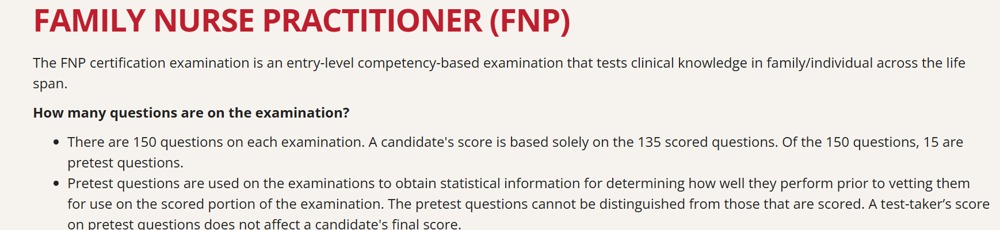 FAMILY NURSE PRACTITIONER (FNP)
The FNP certification examination is an entry-level competency-based examination that tests clinical knowledge in family/individual across the life
span.
How many questions are on the examination?
• There are 150 questions on each examination. A candidate's score is based solely on the 135 scored questions. Of the 150 questions, 15 are
pretest questions.
• Pretest questions are used on the examinations to obtain statistical information for determining how well they perform prior to vetting them
for use on the scored portion of the examination. The pretest questions cannot be distinguished from those that are scored. A test-taker’s score
on pretest questions does not affect a candidate's final score.